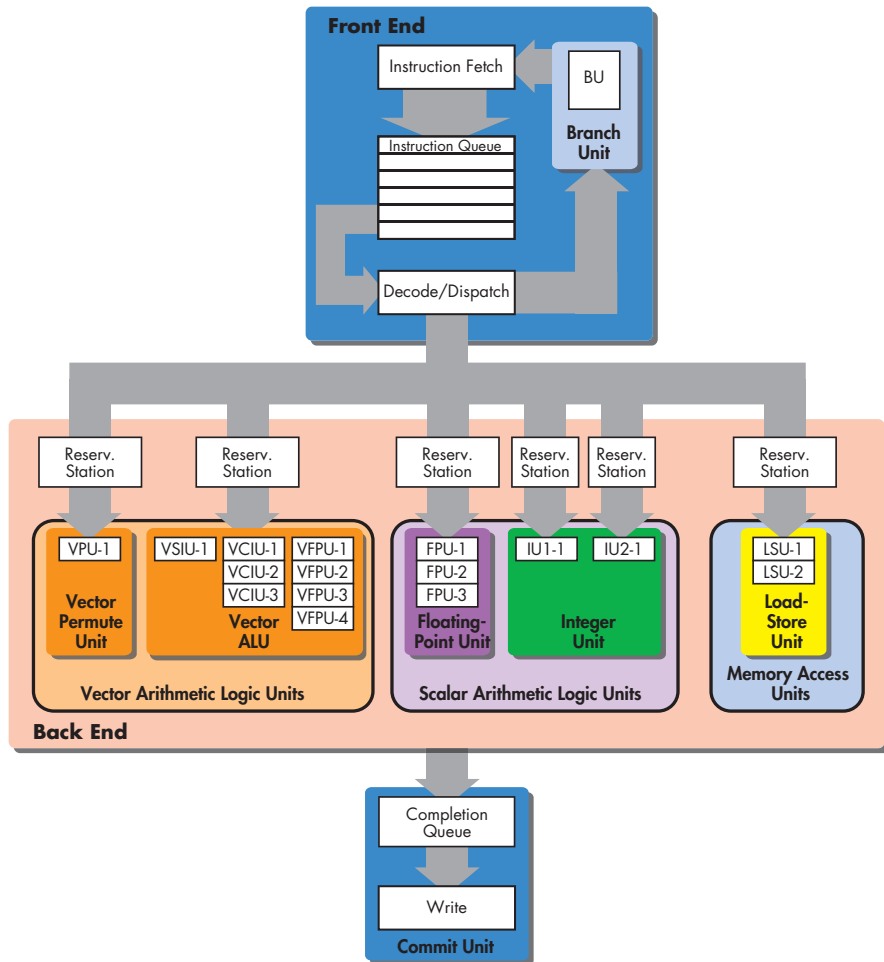 Front End
Instruction Fetch
BU
Branch
Unit
Instruction Queue
Decode/Dispatch
Reserv.
Station
Reserv.
Station
Reserv.
Station
Reserv.
Station
Reserv.
Station
Reserv.
Station
VPU-1
Vector
Permute
Unit
VSIU-1
VCIU-1
VCIU-2
VCIU-3
VFPU-1
VFPU-2
VFPU-3
VFPU-4
Vector
ALU
Vector Arithmetic Logic Units
FPU-1
FPU-2
FPU-3
Floating-
Point Unit
IU1-1
IU2-1
Integer
Unit
Scalar Arithmetic Logic Units
LSU-1
LSU-2
Load-
Store
Unit
Memory Access
Units
Back End
Completion
Queue
Write
Commit Unit